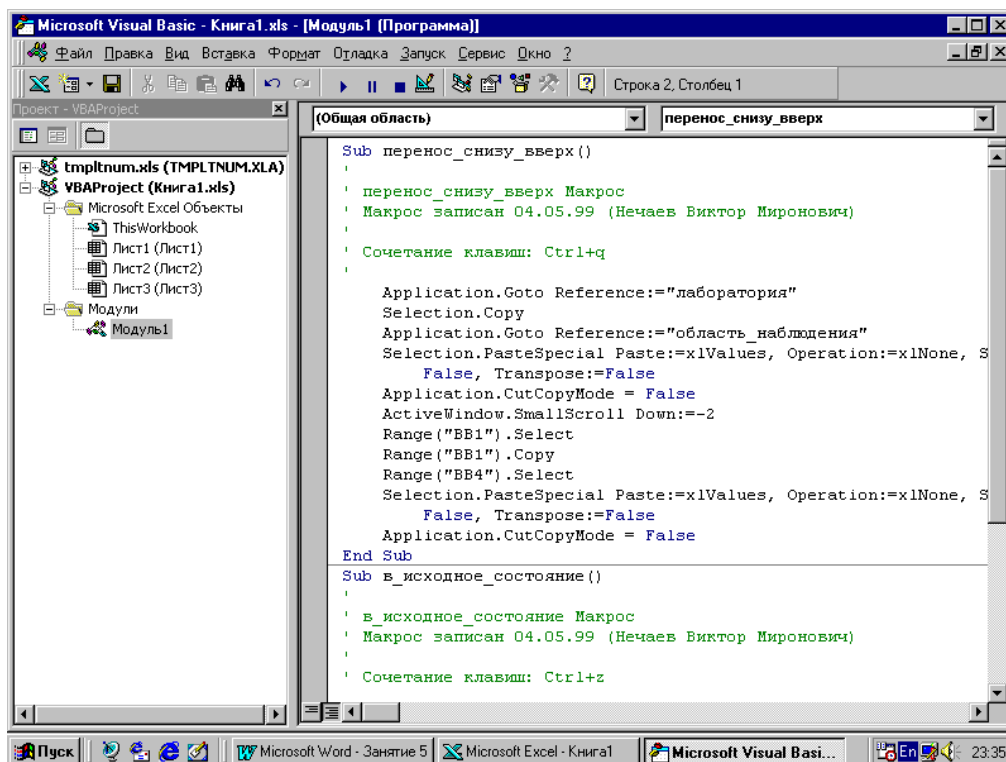 Microsoft Visual Basic - Книга1.xls - [Модуль1 (Программа)]
Файл Правка Вид Вставка Формат Отладка Запуск Сервис Окно ?
Строка 2, Столбец 1
Проект - VBAProject
tmpltnum.xls (TMPLTNUM.XLA)
VBAProject (Книга1.xls)
Microsoft Excel Объекты
ThisWorkbook
Лист1 (Лист1)
Лист2 (Лист2)
Лист3 (Лист3)
Модули
Модуль1
(Общая область) перенос_снизу_вверх
Sub перенос_снизу_вверх()
'
' перенос_снизу_вверх Макрос
' Макрос записан 04.05.99 (Нечаев Виктор Миронович)
'
' Сочетание клавиш: Ctrl+q
'
Application.Goto Reference:="лаборатория"
Selection.Copy
Application.Goto Reference:="область_наблюдения"
Selection.PasteSpecial Paste:=xlValues, Operation:=xlNone, S
False, Transpose:=False
Application.CutCopyMode = False
ActiveWindow.SmallScroll Down:=-2
Range("BB1").Select
Range("BB1").Copy
Range("BB4").Select
Selection.PasteSpecial Paste:=xlValues, Operation:=xlNone, S
False, Transpose:=False
Application.CutCopyMode = False
End Sub
Sub в_исходное_состояние()
'
' в_исходное_состояние Макрос
' Макрос записан 04.05.99 (Нечаев Виктор Миронович)
'
' Сочетание клавиш: Ctrl+z
Пуск Microsoft Word - Занятие 5 Microsoft Excel - Книга1 Microsoft Visual Basi... En 23:35